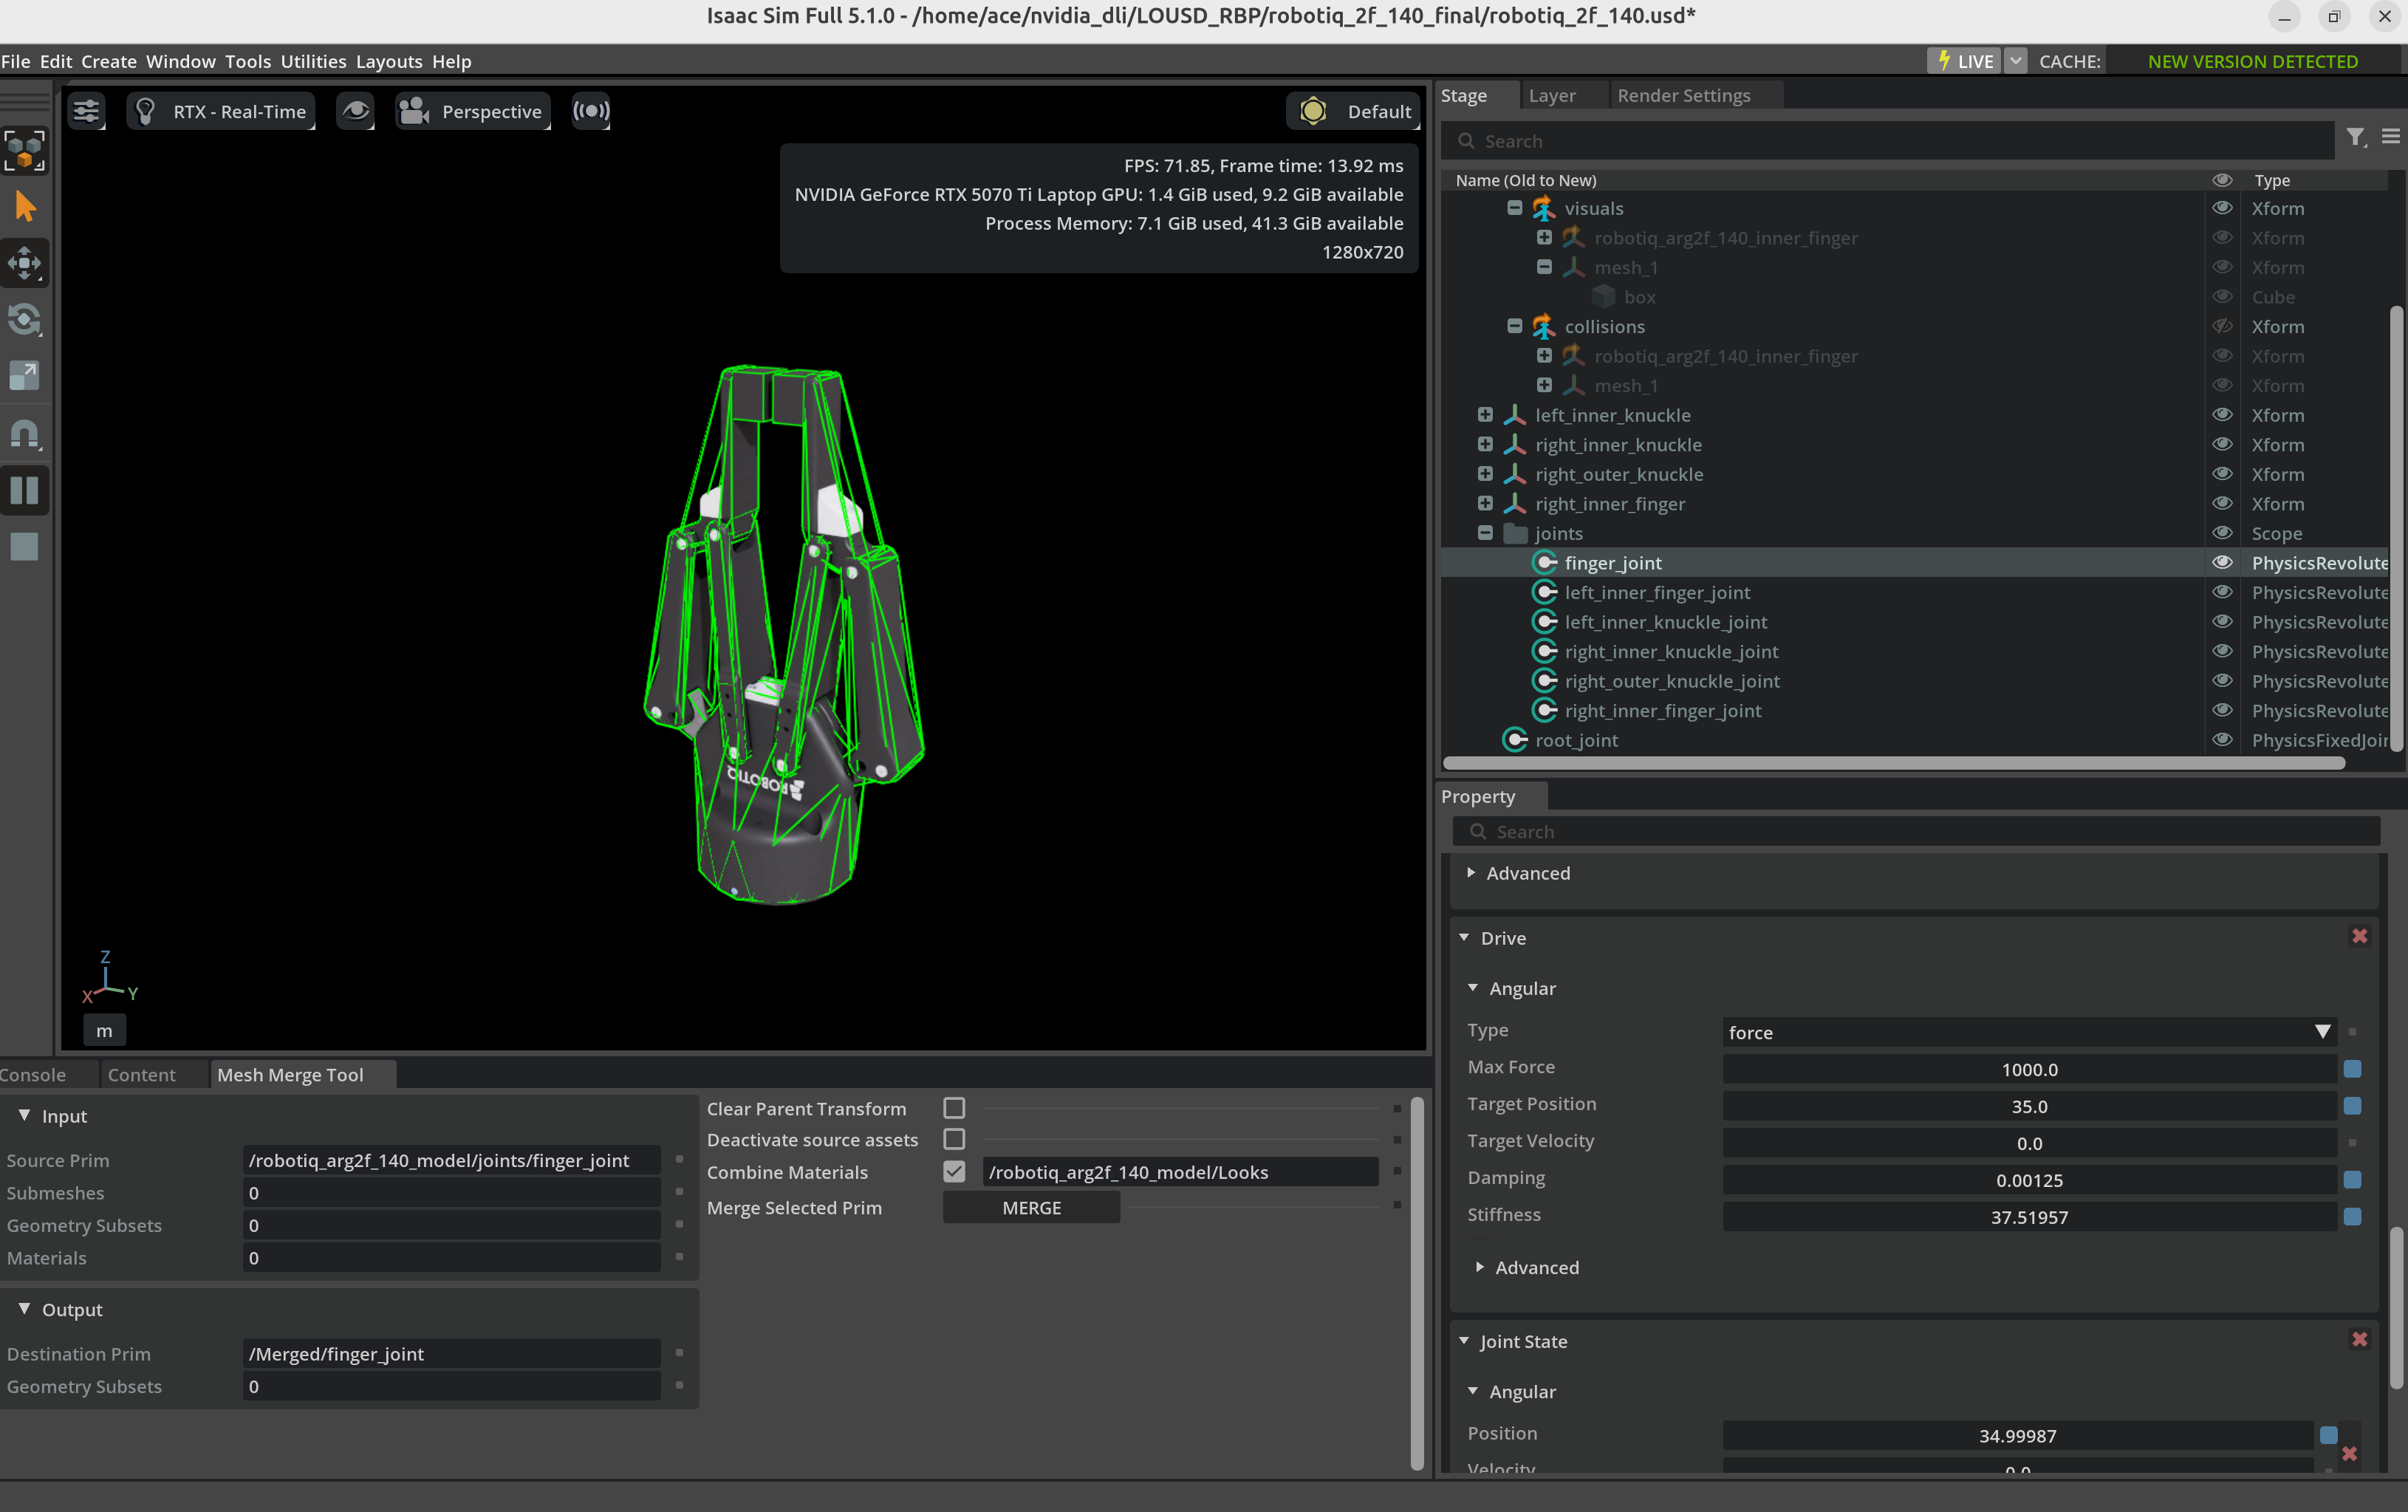 Isaac Sim Full 5.1.0 - /home/ace/nvidia_dli/LOUSD_RBP/robotiq_2f_140_final/robotiq_2f_140.usd*
File Edit Create Window Tools Utilities Layouts Help
LIVE CACHE: NEW VERSION DETECTED
RTX - Real-Time Perspective Default
FPS: 71.85, Frame time: 13.92 ms
NVIDIA GeForce RTX 5070 Ti Laptop GPU: 1.4 GiB used, 9.2 GiB available
Process Memory: 7.1 GiB used, 41.3 GiB available
1280x720
ROBOTIQ
Z
X Y
m
Stage Layer Render Settings
Search
Name (Old to New) Type
visuals Xform
robotiq_arg2f_140_inner_finger Xform
mesh_1 Xform
box Cube
collisions Xform
robotiq_arg2f_140_inner_finger Xform
mesh_1 Xform
left_inner_knuckle Xform
right_inner_knuckle Xform
right_outer_knuckle Xform
right_inner_finger Xform
joints Scope
finger_joint PhysicsRevolute
left_inner_finger_joint PhysicsRevolute
left_inner_knuckle_joint PhysicsRevolute
right_inner_knuckle_joint PhysicsRevolute
right_outer_knuckle_joint PhysicsRevolute
right_inner_finger_joint PhysicsRevolute
root_joint PhysicsFixedJoin
Property
Search
Advanced
Drive
Angular
Type force
Max Force 1000.0
Target Position 35.0
Target Velocity 0.0
Damping 0.00125
Stiffness 37.51957
Advanced
Joint State
Angular
Position 34.99987
Velocity 0.0
Console Content Mesh Merge Tool
Input
Source Prim /robotiq_arg2f_140_model/joints/finger_joint
Submeshes 0
Geometry Subsets 0
Materials 0
Output
Destination Prim /Merged/finger_joint
Geometry Subsets 0
Clear Parent Transform
Deactivate source assets
Combine Materials /robotiq_arg2f_140_model/Looks
Merge Selected Prim MERGE